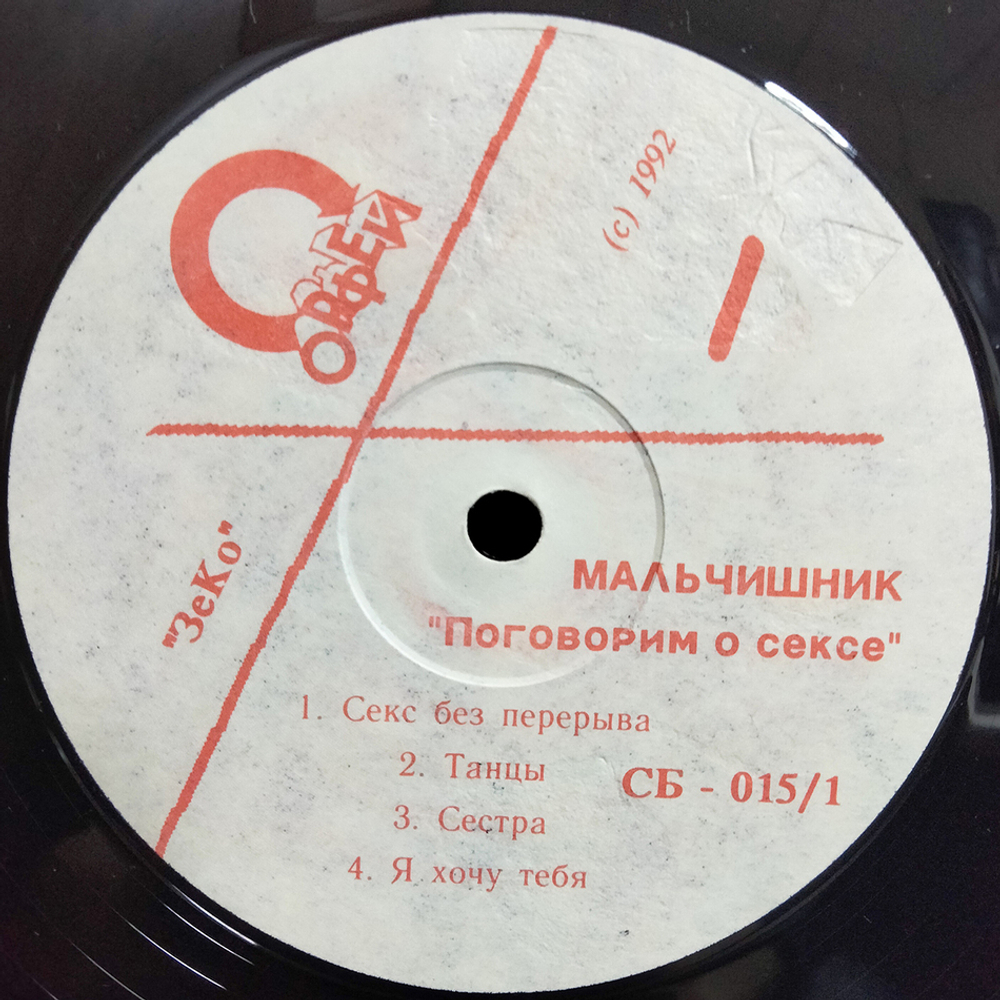 ОРФЕЙ
(c) 1992
I
"ЗеКо"
МАЛЬЧИШНИК
"Поговорим о сексе"
1. Секс без перерыва
2. Танцы
СБ - 015/1
3. Сестра
4. Я хочу тебя